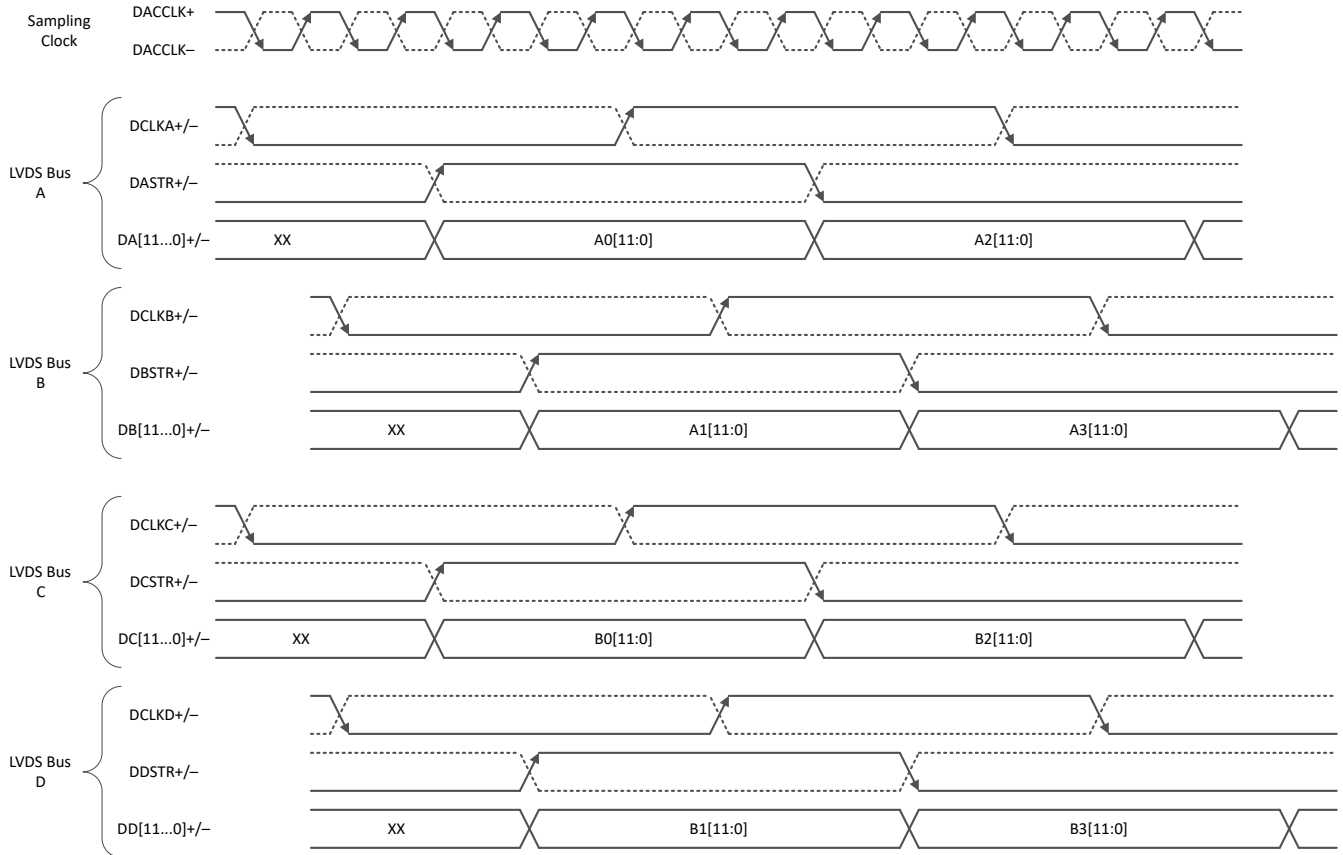 Sampling
Clock
DACCLK+
DACCLK–
LVDS Bus
A
DCLKA+/–
DASTR+/–
DA[11...0]+/–
XX
A0[11:0]
A2[11:0]
LVDS Bus
B
DCLKB+/–
DBSTR+/–
DB[11...0]+/–
XX
A1[11:0]
A3[11:0]
LVDS Bus
C
DCLKC+/–
DCSTR+/–
DC[11...0]+/–
XX
B0[11:0]
B2[11:0]
LVDS Bus
D
DCLKD+/–
DDSTR+/–
DD[11...0]+/–
XX
B1[11:0]
B3[11:0]